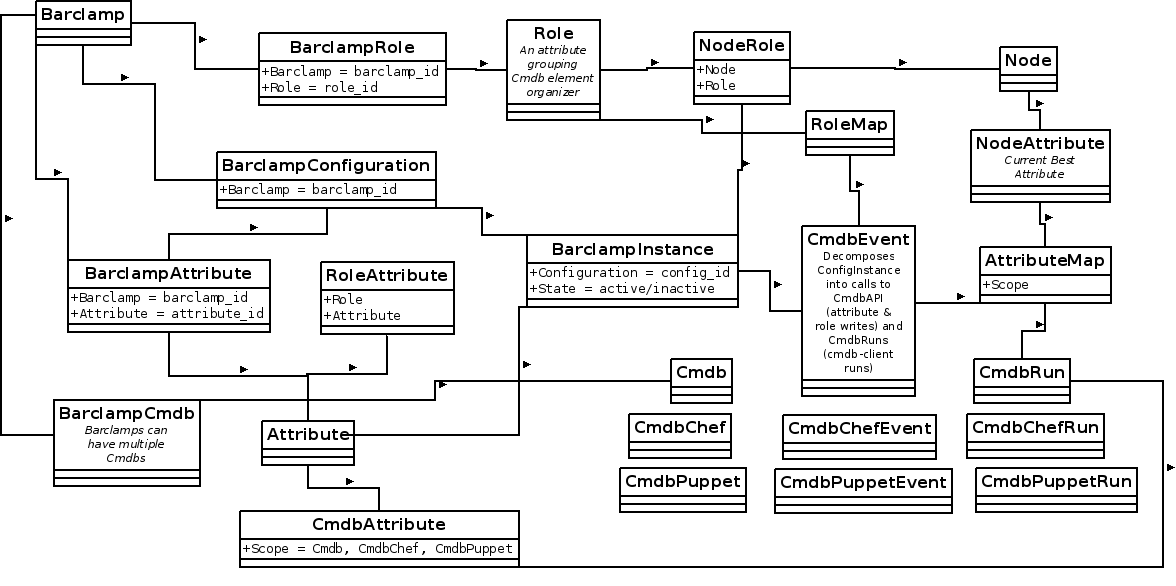 Barclamp
BarclampRole
+Barclamp = barclamp_id
+Role = role_id
Role
An attribute
grouping
Cmdb element
organizer
NodeRole
+Node
+Role
Node
RoleMap
NodeAttribute
Current Best
Attribute
BarclampConfiguration
+Barclamp = barclamp_id
BarclampInstance
+Configuration = config_id
+State = active/inactive
CmdbEvent
Decomposes
ConfigInstance
into calls to
CmdbAPI
(attribute &
role writes) and
CmdbRuns
(cmdb-client
runs)
AttributeMap
+Scope
BarclampAttribute
+Barclamp = barclamp_id
+Attribute = attribute_id
RoleAttribute
+Role
+Attribute
Cmdb
CmdbRun
BarclampCmdb
Barclamps can
have multiple
Cmdbs
Attribute
CmdbChef
CmdbChefEvent
CmdbChefRun
CmdbPuppet
CmdbPuppetEvent
CmdbPuppetRun
CmdbAttribute
+Scope = Cmdb, CmdbChef, CmdbPuppet